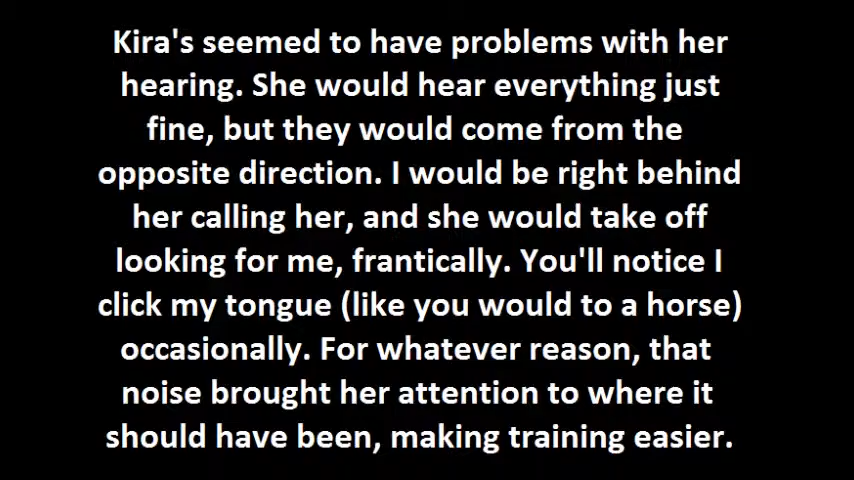 Kira's seemed to have problems with her
hearing. She would hear everything just
fine, but they would come from the
opposite direction. I would be right behind
her calling her, and she would take off
looking for me, frantically. You'll notice I
click my tongue (like you would to a horse)
occasionally. For whatever reason, that
noise brought her attention to where it
should have been, making training easier.